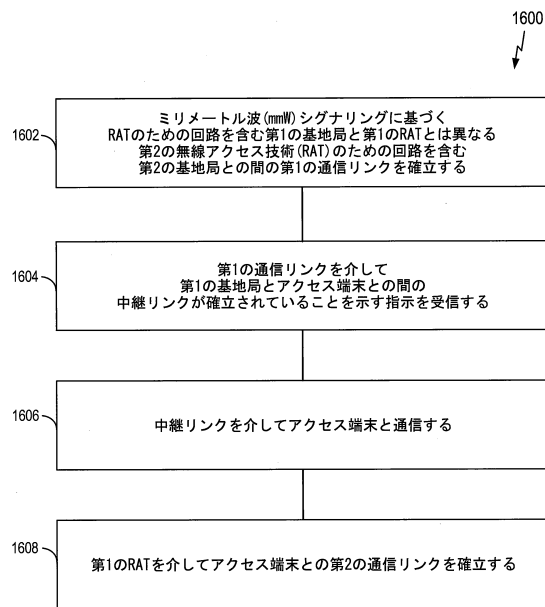 1600
1602
ミリメートル波(mmW)シグナリングに基づく
RATのための回路を含む第1の基地局と第1のRATとは異なる
第2の無線アクセス技術(RAT)のための回路を含む
第2の基地局との間の第1の通信リンクを確立する
1604
第1の通信リンクを介して
第1の基地局とアクセス端末との間の
中継リンクが確立されていることを示す指示を受信する
1606
中継リンクを介してアクセス端末と通信する
1608
第1のRATを介してアクセス端末との第2の通信リンクを確立する